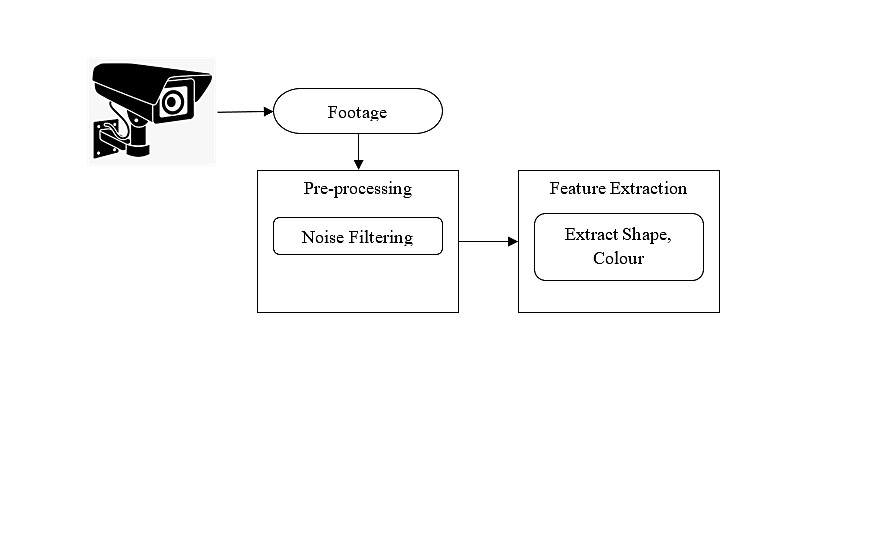 Footage
Pre-processing
Noise Filtering
Feature Extraction
Extract Shape,
Colour